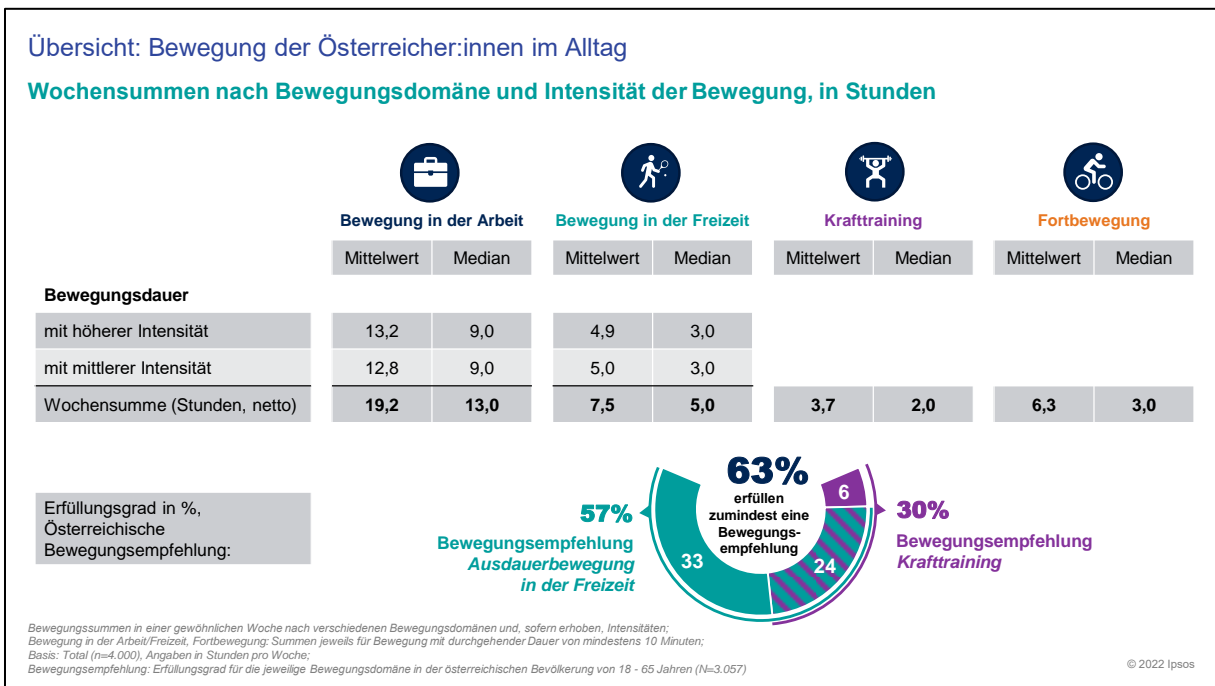 Übersicht: Bewegung der Österreicher:innen im Alltag
Wochensummen nach Bewegungsdomäne und Intensität der Bewegung, in Stunden
Bewegung in der Arbeit Bewegung in der Freizeit Krafttraining Fortbewegung
Mittelwert Median Mittelwert Median Mittelwert Median Mittelwert Median
Bewegungsdauer
mit höherer Intensität 13,2 9,0 4,9 3,0
mit mittlerer Intensität 12,8 9,0 5,0 3,0
Wochensumme (Stunden, netto) 19,2 13,0 7,5 5,0 3,7 2,0 6,3 3,0
Erfüllungsgrad in %,
Österreichische
Bewegungsempfehlung:
57%
Bewegungsempfehlung
Ausdauerbewegung
in der Freizeit
63%
erfüllen
zumindest eine
Bewegungs-
empfehlung
33
24
6
30%
Bewegungsempfehlung
Krafttraining
Bewegungssummen in einer gewöhnlichen Woche nach verschiedenen Bewegungsdomänen und, sofern erhoben, Intensitäten;
Bewegung in der Arbeit/Freizeit, Fortbewegung: Summen jeweils für Bewegung mit durchgehender Dauer von mindestens 10 Minuten;
Basis: Total (n=4.000), Angaben in Stunden pro Woche;
Bewegungsempfehlung: Erfüllungsgrad für die jeweilige Bewegungsdomäne in der österreichischen Bevölkerung von 18 - 65 Jahren (N=3.057)
© 2022 Ipsos